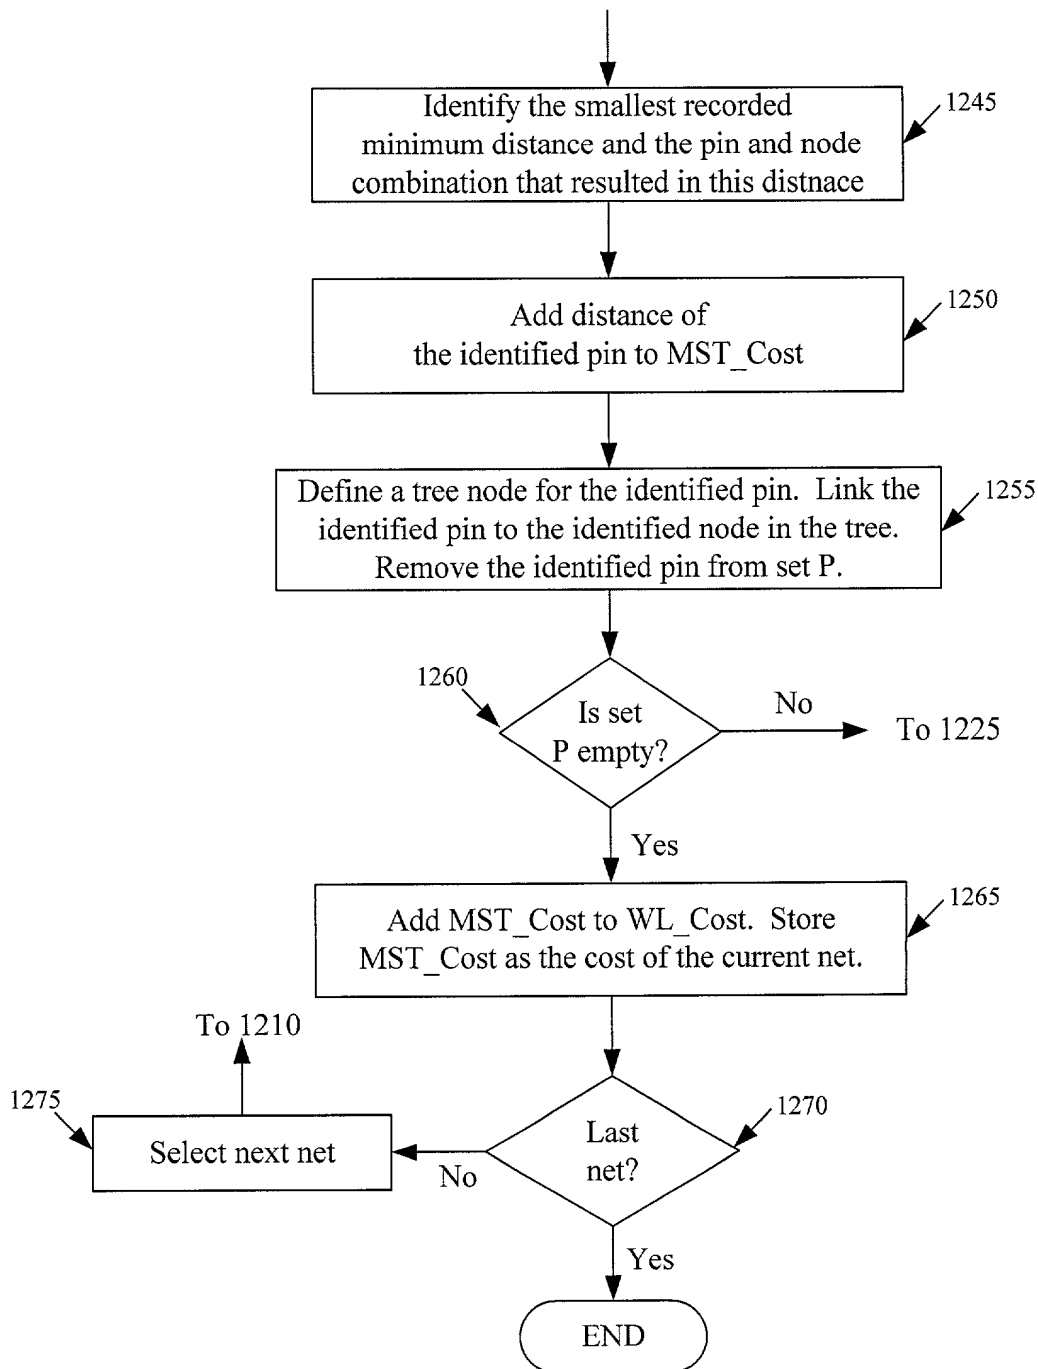 Identify the smallest recorded
minimum distance and the pin and node
combination that resulted in this distnace
1245
Add distance of
the identified pin to MST_Cost
1250
Define a tree node for the identified pin. Link the
identified pin to the identified node in the tree.
Remove the identified pin from set P.
1255
1260
Is set
P empty?
No
To 1225
Yes
Add MST_Cost to WL_Cost. Store
MST_Cost as the cost of the current net.
1265
To 1210
1275
Select next net
No
Last
net?
1270
Yes
END